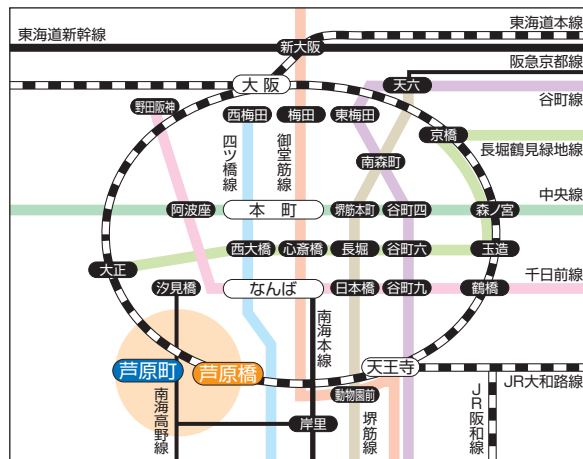 東海道新幹線
東海道本線
新大阪
阪急京都線
大阪
天六
谷町線
野田阪神
西梅田
梅田
東梅田
京橋
四ツ橋線
御堂筋線
長堀鶴見緑地線
南森町
中央線
阿波座
本町
堺筋本町
谷町四
森ノ宮
西大橋
心斎橋
長堀
谷町六
玉造
大正
千日前線
汐見橋
なんば
日本橋
谷町九
鶴橋
南海本線
芦原町
芦原橋
天王寺
JR大和路線
動物園前
南海高野線
岸里
堺筋線
JR阪和線